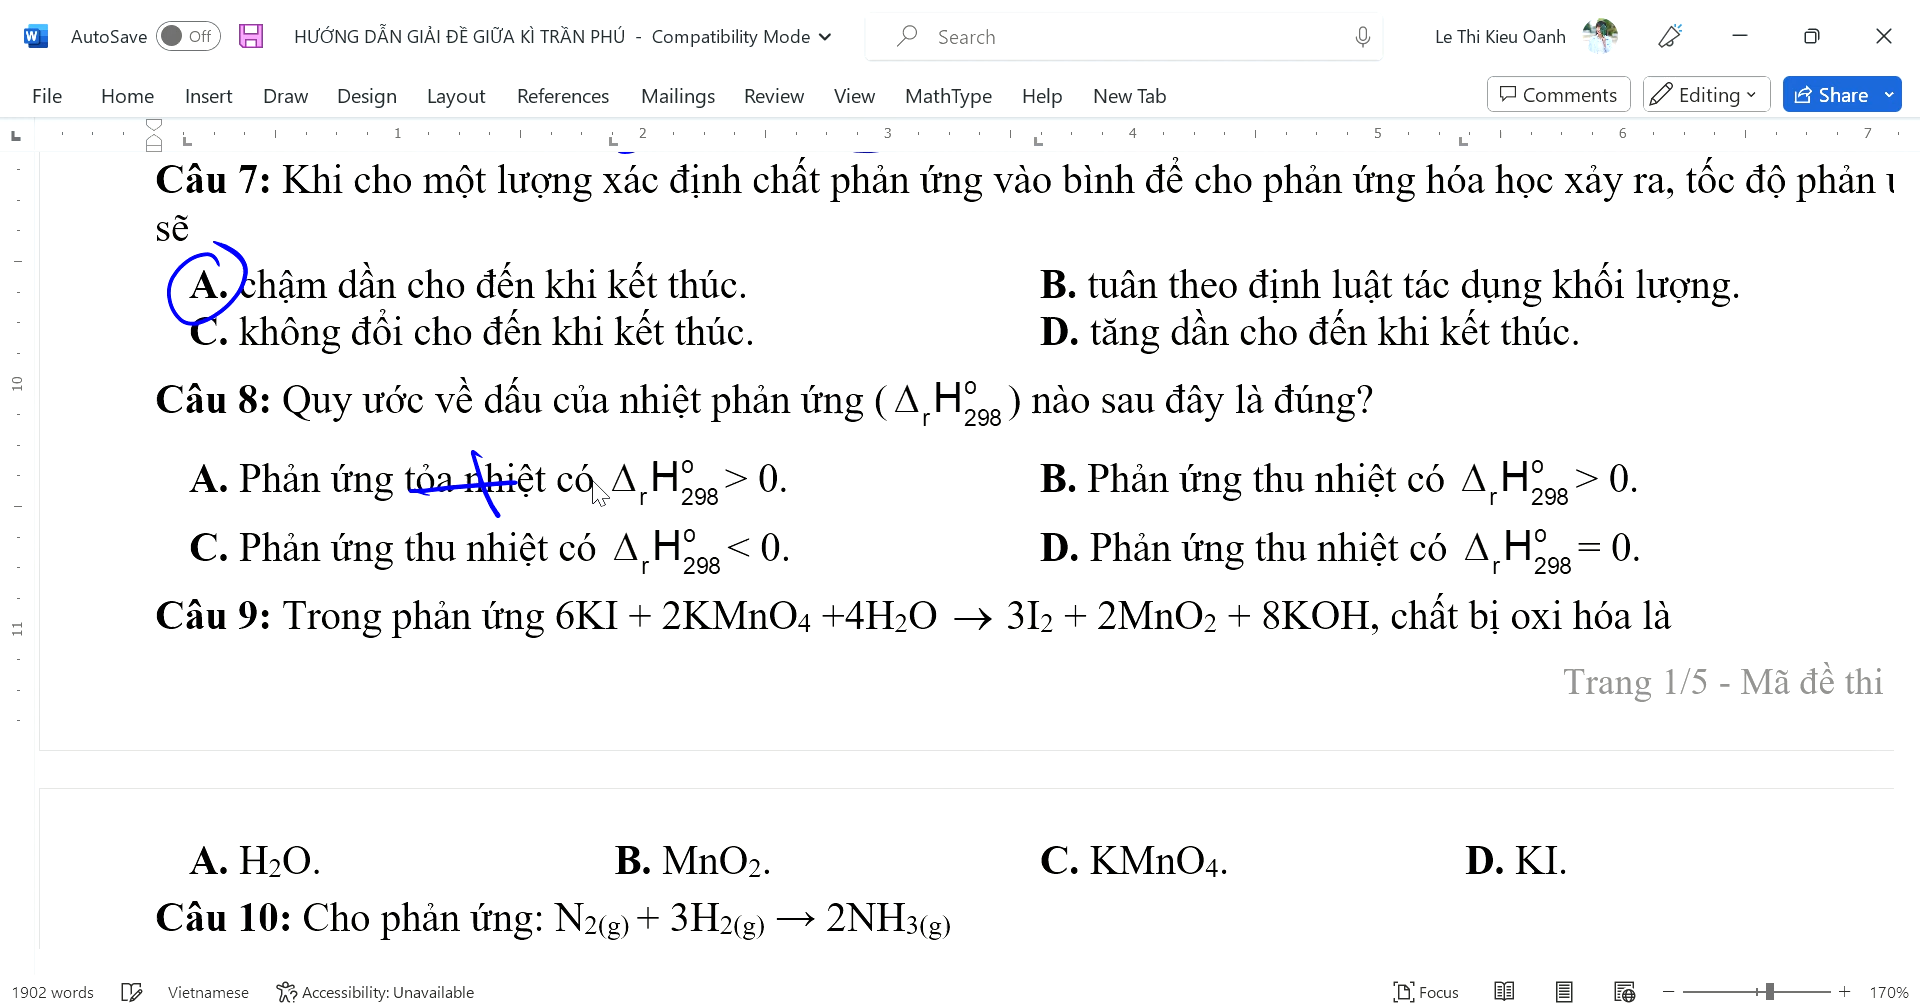 AutoSave Off HƯỚNG DẪN GIẢI ĐỀ GIỮA KÌ TRẦN PHÚ - Compatibility Mode Search Le Thi Kieu Oanh
File Home Insert Draw Design Layout References Mailings Review View MathType Help New Tab Comments Editing Share
1 2 3 4 5 6 7
Câu 7: Khi cho một lượng xác định chất phản ứng vào bình để cho phản ứng hóa học xảy ra, tốc độ phản
sẽ
A. chậm dần cho đến khi kết thúc. B. tuân theo định luật tác dụng khối lượng.
C. không đổi cho đến khi kết thúc. D. tăng dần cho đến khi kết thúc.
10
Câu 8: Quy ước về dấu của nhiệt phản ứng (ΔᵣH°₂₉₈) nào sau đây là đúng?
A. Phản ứng tỏa nhiệt có ΔᵣH°₂₉₈ > 0. B. Phản ứng thu nhiệt có ΔᵣH°₂₉₈ > 0.
C. Phản ứng thu nhiệt có ΔᵣH°₂₉₈ < 0. D. Phản ứng thu nhiệt có ΔᵣH°₂₉₈ = 0.
11
Câu 9: Trong phản ứng 6KI + 2KMnO₄ +4H₂O → 3I₂ + 2MnO₂ + 8KOH, chất bị oxi hóa là
Trang 1/5 - Mã đề thi
A. H₂O. B. MnO₂. C. KMnO₄. D. KI.
Câu 10: Cho phản ứng: N₂(g) + 3H₂(g) → 2NH₃(g)
1902 words Vietnamese Accessibility: Unavailable Focus 170%